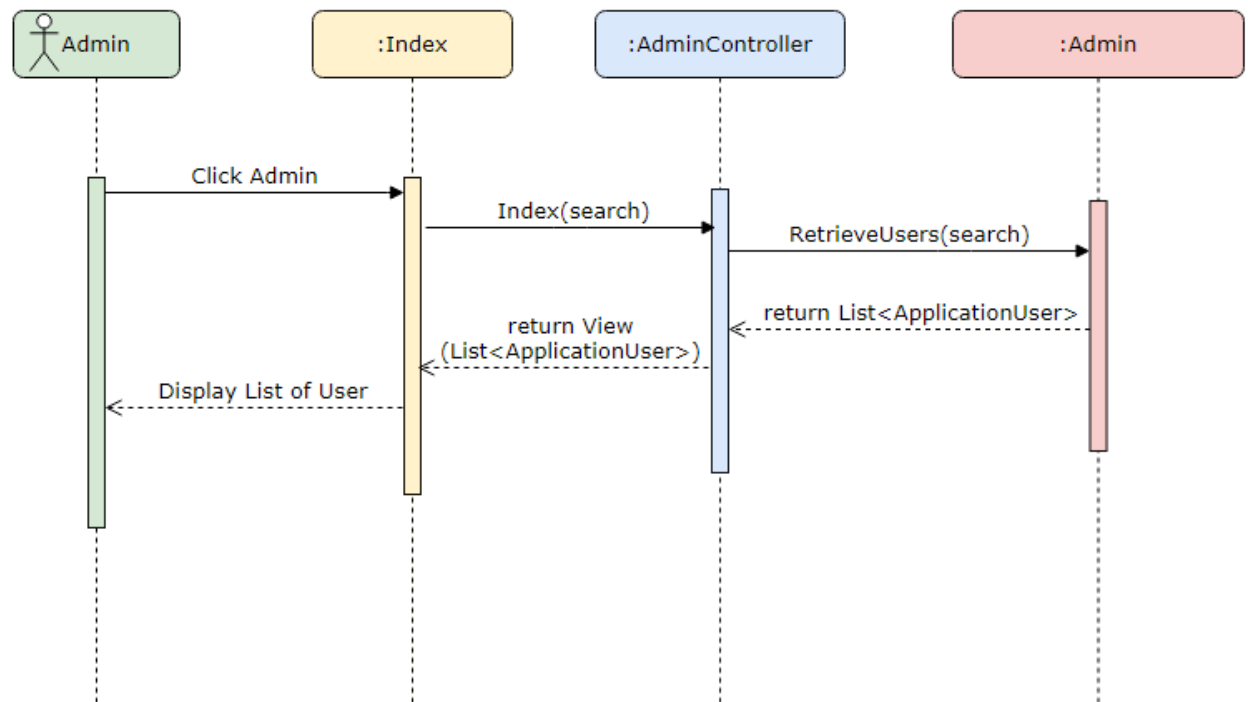 Admin
:Index
:AdminController
:Admin
Click Admin
Index(search)
RetrieveUsers(search)
return List<ApplicationUser>
return View
(List<ApplicationUser>)
Display List of User